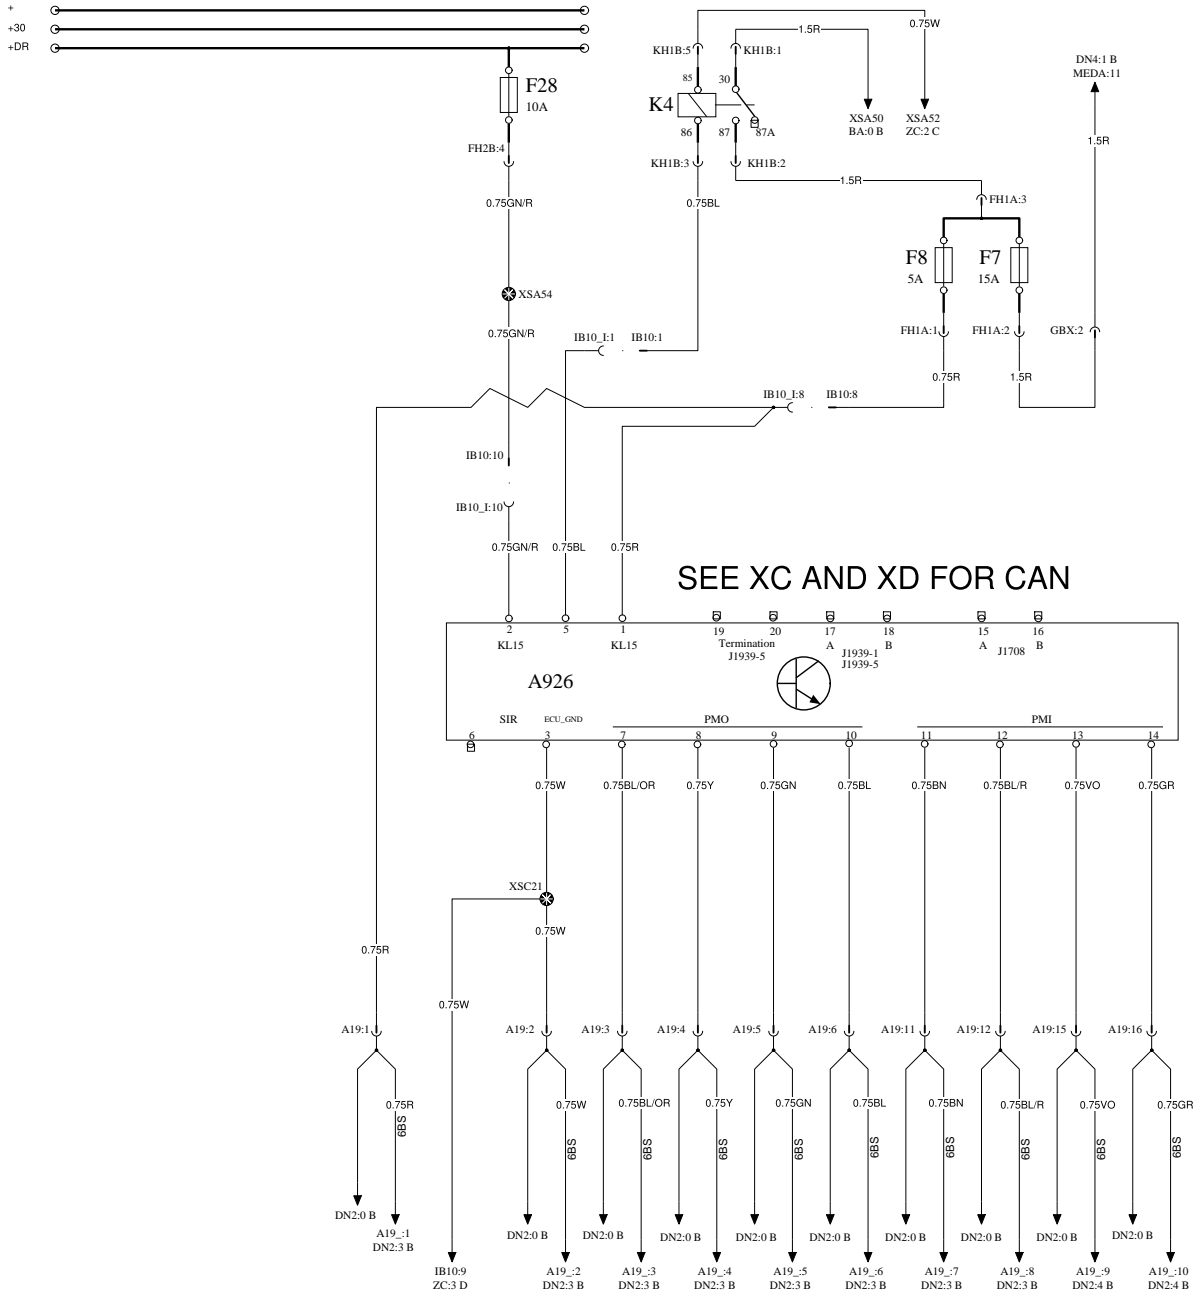 +
+30
+DR
F28
10A
FH2B:4
0.75GN/R
XSA54
0.75GN/R
KH1B:5
KH1B:1
1.5R
0.75W
85
30
K4
86
87
87A
KH1B:3
KH1B:2
XSA50
BA:0 B
XSA52
ZC:2 C
DN4:1 B
MEDA:11
1.5R
0.75BL
1.5R
FH1A:3
F8
5A
F7
15A
FH1A:1
FH1A:2
GBX:2
IB10_I:1
IB10:1
0.75R
1.5R
IB10_I:8
IB10:8
IB10:10
IB10_I:10
0.75GN/R
0.75BL
0.75R
SEE XC AND XD FOR CAN
2
KL15
5
1
KL15
19
20
Termination
J1939-5
17
A
18
B
J1939-1
J1939-5
15
A
16
B
J1708
A926
SIR
ECU_GND
PMO
PMI
6
3
7
8
9
10
11
12
13
14
0.75W
0.75BL/OR
0.75Y
0.75GN
0.75BL
0.75BN
0.75BL/R
0.75VO
0.75GR
XSC21
0.75W
0.75R
0.75W
A19:1
A19:2
A19:3
A19:4
A19:5
A19:6
A19:11
A19:12
A19:15
A19:16
0.75R
0.75W
0.75BL/OR
0.75Y
0.75GN
0.75BL
0.75BN
0.75BL/R
0.75VO
0.75GR
6BS
6BS
6BS
6BS
6BS
6BS
6BS
6BS
6BS
6BS
DN2:0 B
A19_:1
DN2:3 B
DN2:0 B
DN2:0 B
DN2:0 B
DN2:0 B
DN2:0 B
DN2:0 B
DN2:0 B
DN2:0 B
DN2:0 B
IB10:9
ZC:3 D
A19_:2
DN2:3 B
A19_:3
DN2:3 B
A19_:4
DN2:3 B
A19_:5
DN2:3 B
A19_:6
DN2:3 B
A19_:7
DN2:3 B
A19_:8
DN2:3 B
A19_:9
DN2:4 B
A19_:10
DN2:4 B